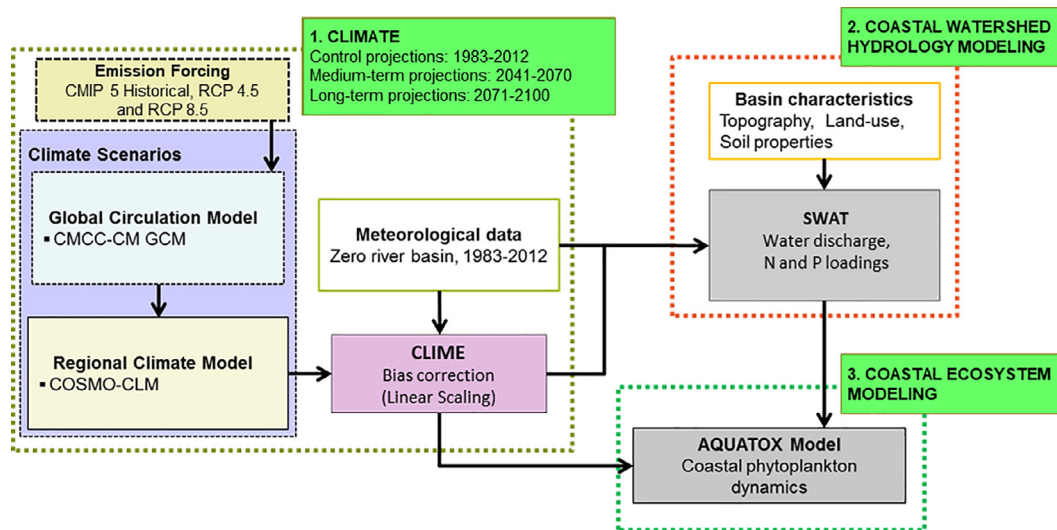 1. CLIMATE
Control projections: 1983-2012
Medium-term projections: 2041-2070
Long-term projections: 2071-2100
Emission Forcing
CMIP 5 Historical, RCP 4.5
and RCP 8.5
Climate Scenarios
Global Circulation Model
▪ CMCC-CM GCM
Regional Climate Model
▪ COSMO-CLM
Meteorological data
Zero river basin, 1983-2012
CLIME
Bias correction
(Linear Scaling)
2. COASTAL WATERSHED
HYDROLOGY MODELING
Basin characteristics
Topography, Land-use,
Soil properties
SWAT
Water discharge,
N and P loadings
3. COASTAL ECOSYSTEM
MODELING
AQUATOX Model
Coastal phytoplankton
dynamics